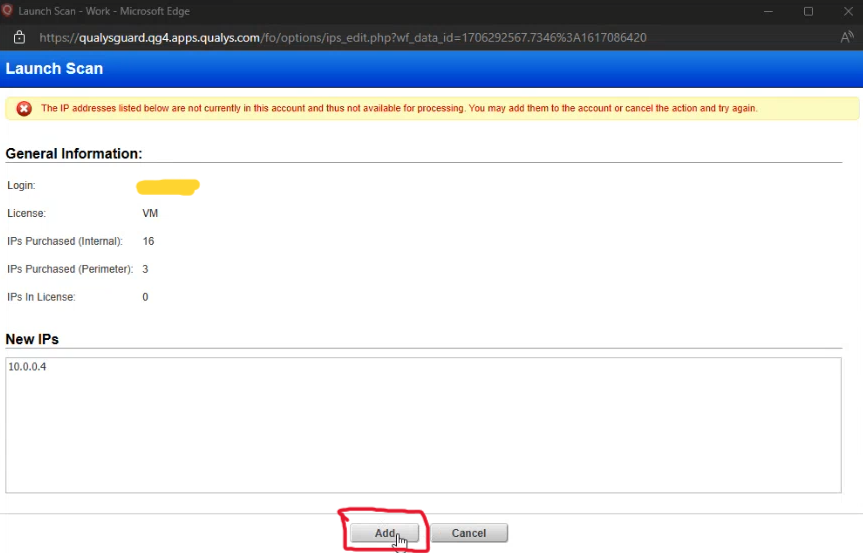 Launch Scan - Work - Microsoft Edge
https://qualysguard.qg4.apps.qualys.com/fo/options/ips_edit.php?wf_data_id=1706292567.7346%3A1617086420
Launch Scan
The IP addresses listed below are not currently in this account and thus not available for processing. You may add them to the account or cancel the action and try again.
General Information:
Login:
License: VM
IPs Purchased (Internal): 16
IPs Purchased (Perimeter): 3
IPs In License: 0
New IPs
10.0.0.4
Add Cancel